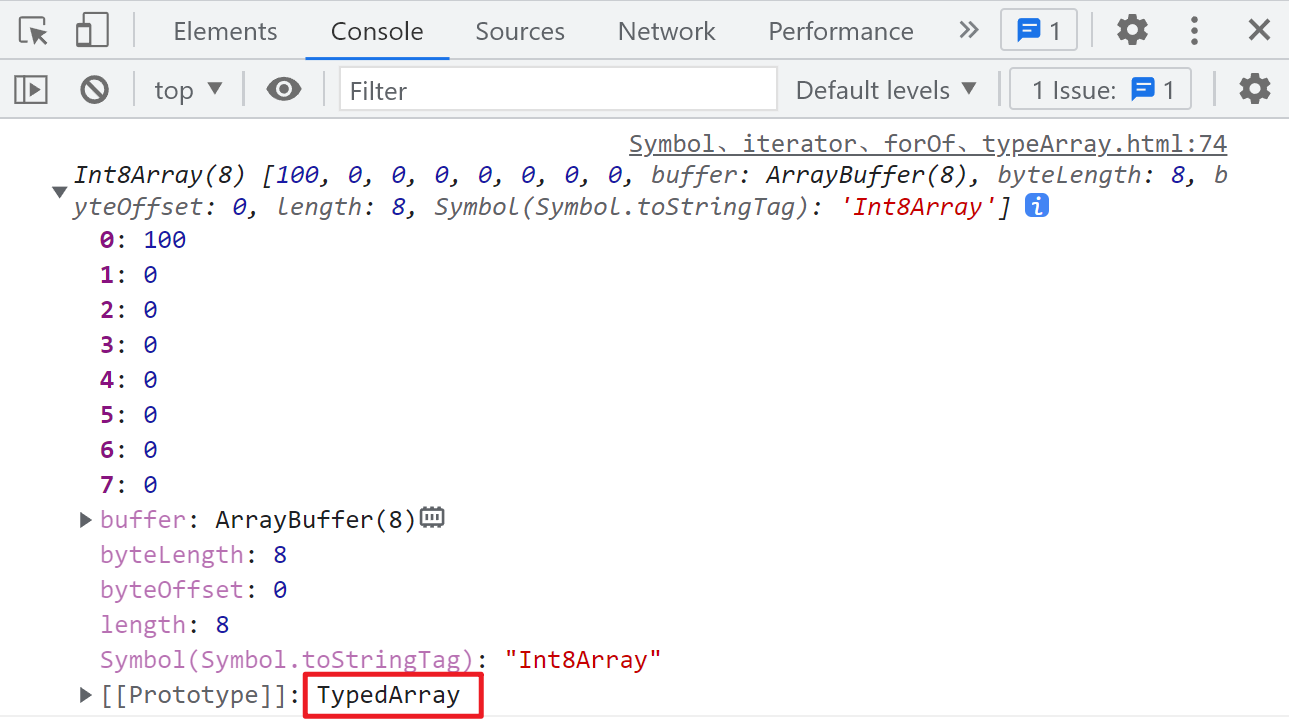 Elements Console Sources Network Performance 1
top Filter Default levels 1 Issue: 1
Symbol、iterator、forOf、typeArray.html:74
Int8Array(8) [100, 0, 0, 0, 0, 0, 0, 0, buffer: ArrayBuffer(8), byteLength: 8, b
yteOffset: 0, length: 8, Symbol(Symbol.toStringTag): 'Int8Array'] i
0: 100
1: 0
2: 0
3: 0
4: 0
5: 0
6: 0
7: 0
buffer: ArrayBuffer(8)
byteLength: 8
byteOffset: 0
length: 8
Symbol(Symbol.toStringTag): "Int8Array"
[[Prototype]]: TypedArray